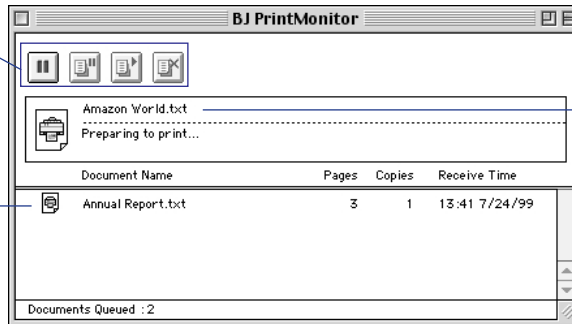 BJ PrintMonitor
Amazon World.txt
Preparing to print...
Document Name Pages Copies Receive Time
Annual Report.txt 3 1 13:41 7/24/99
Documents Queued : 2